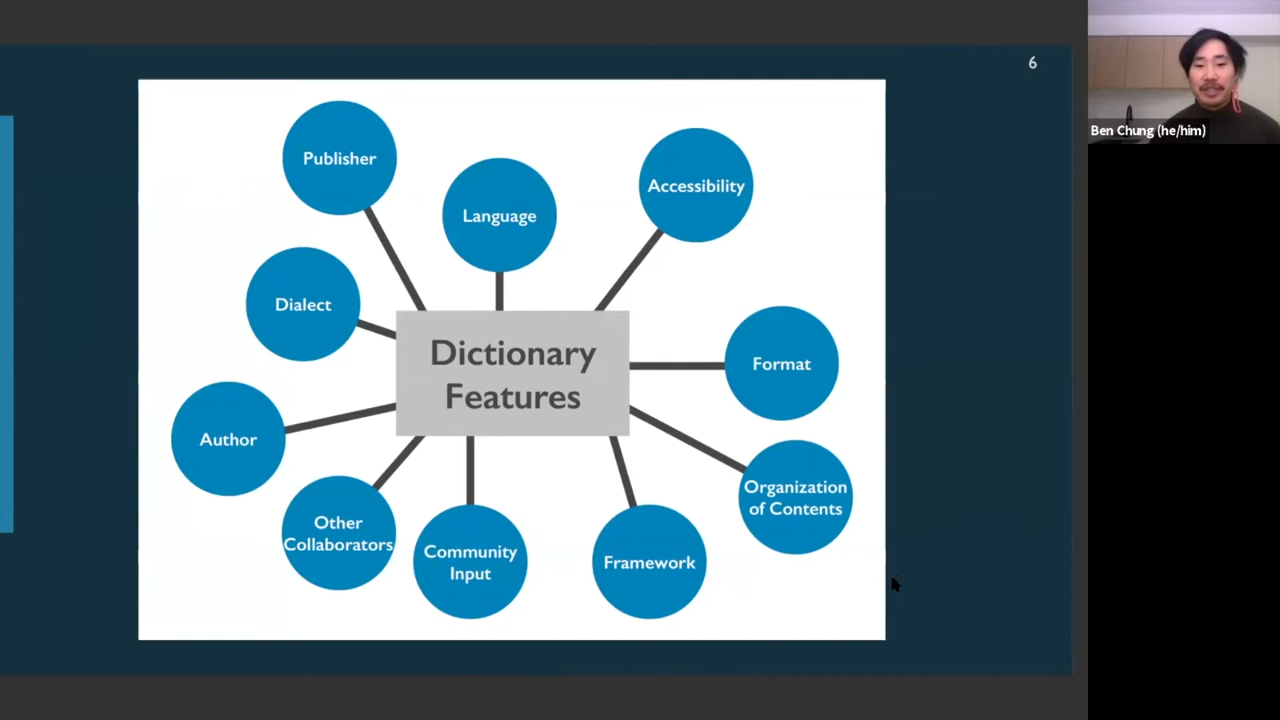 6
Ben Chung (he/him)
Publisher
Language
Accessibility
Dialect
Dictionary
Features
Format
Author
Organization
of Contents
Other
Collaborators
Community
Input
Framework